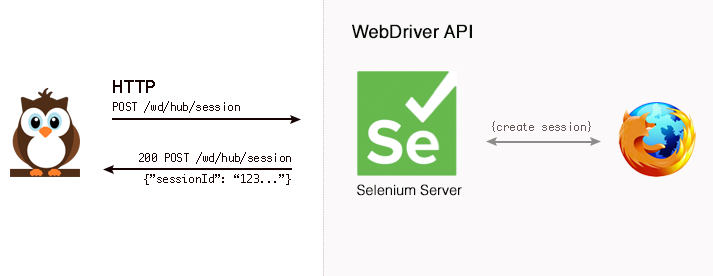 WebDriver API
HTTP
POST /wd/hub/session
200 POST /wd/hub/session
{”sessionId”: “123...”}
Se
Selenium Server
{create session}